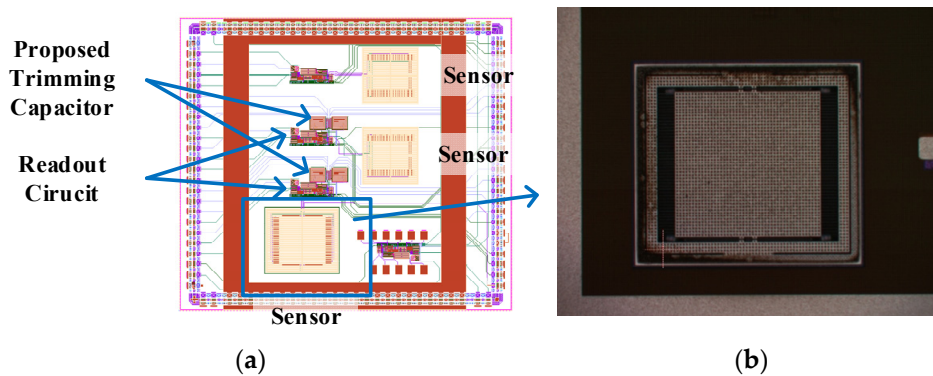 Proposed
Trimming
Capacitor
Readout
Cirucit
Sensor
Sensor
Sensor
(a)
(b)